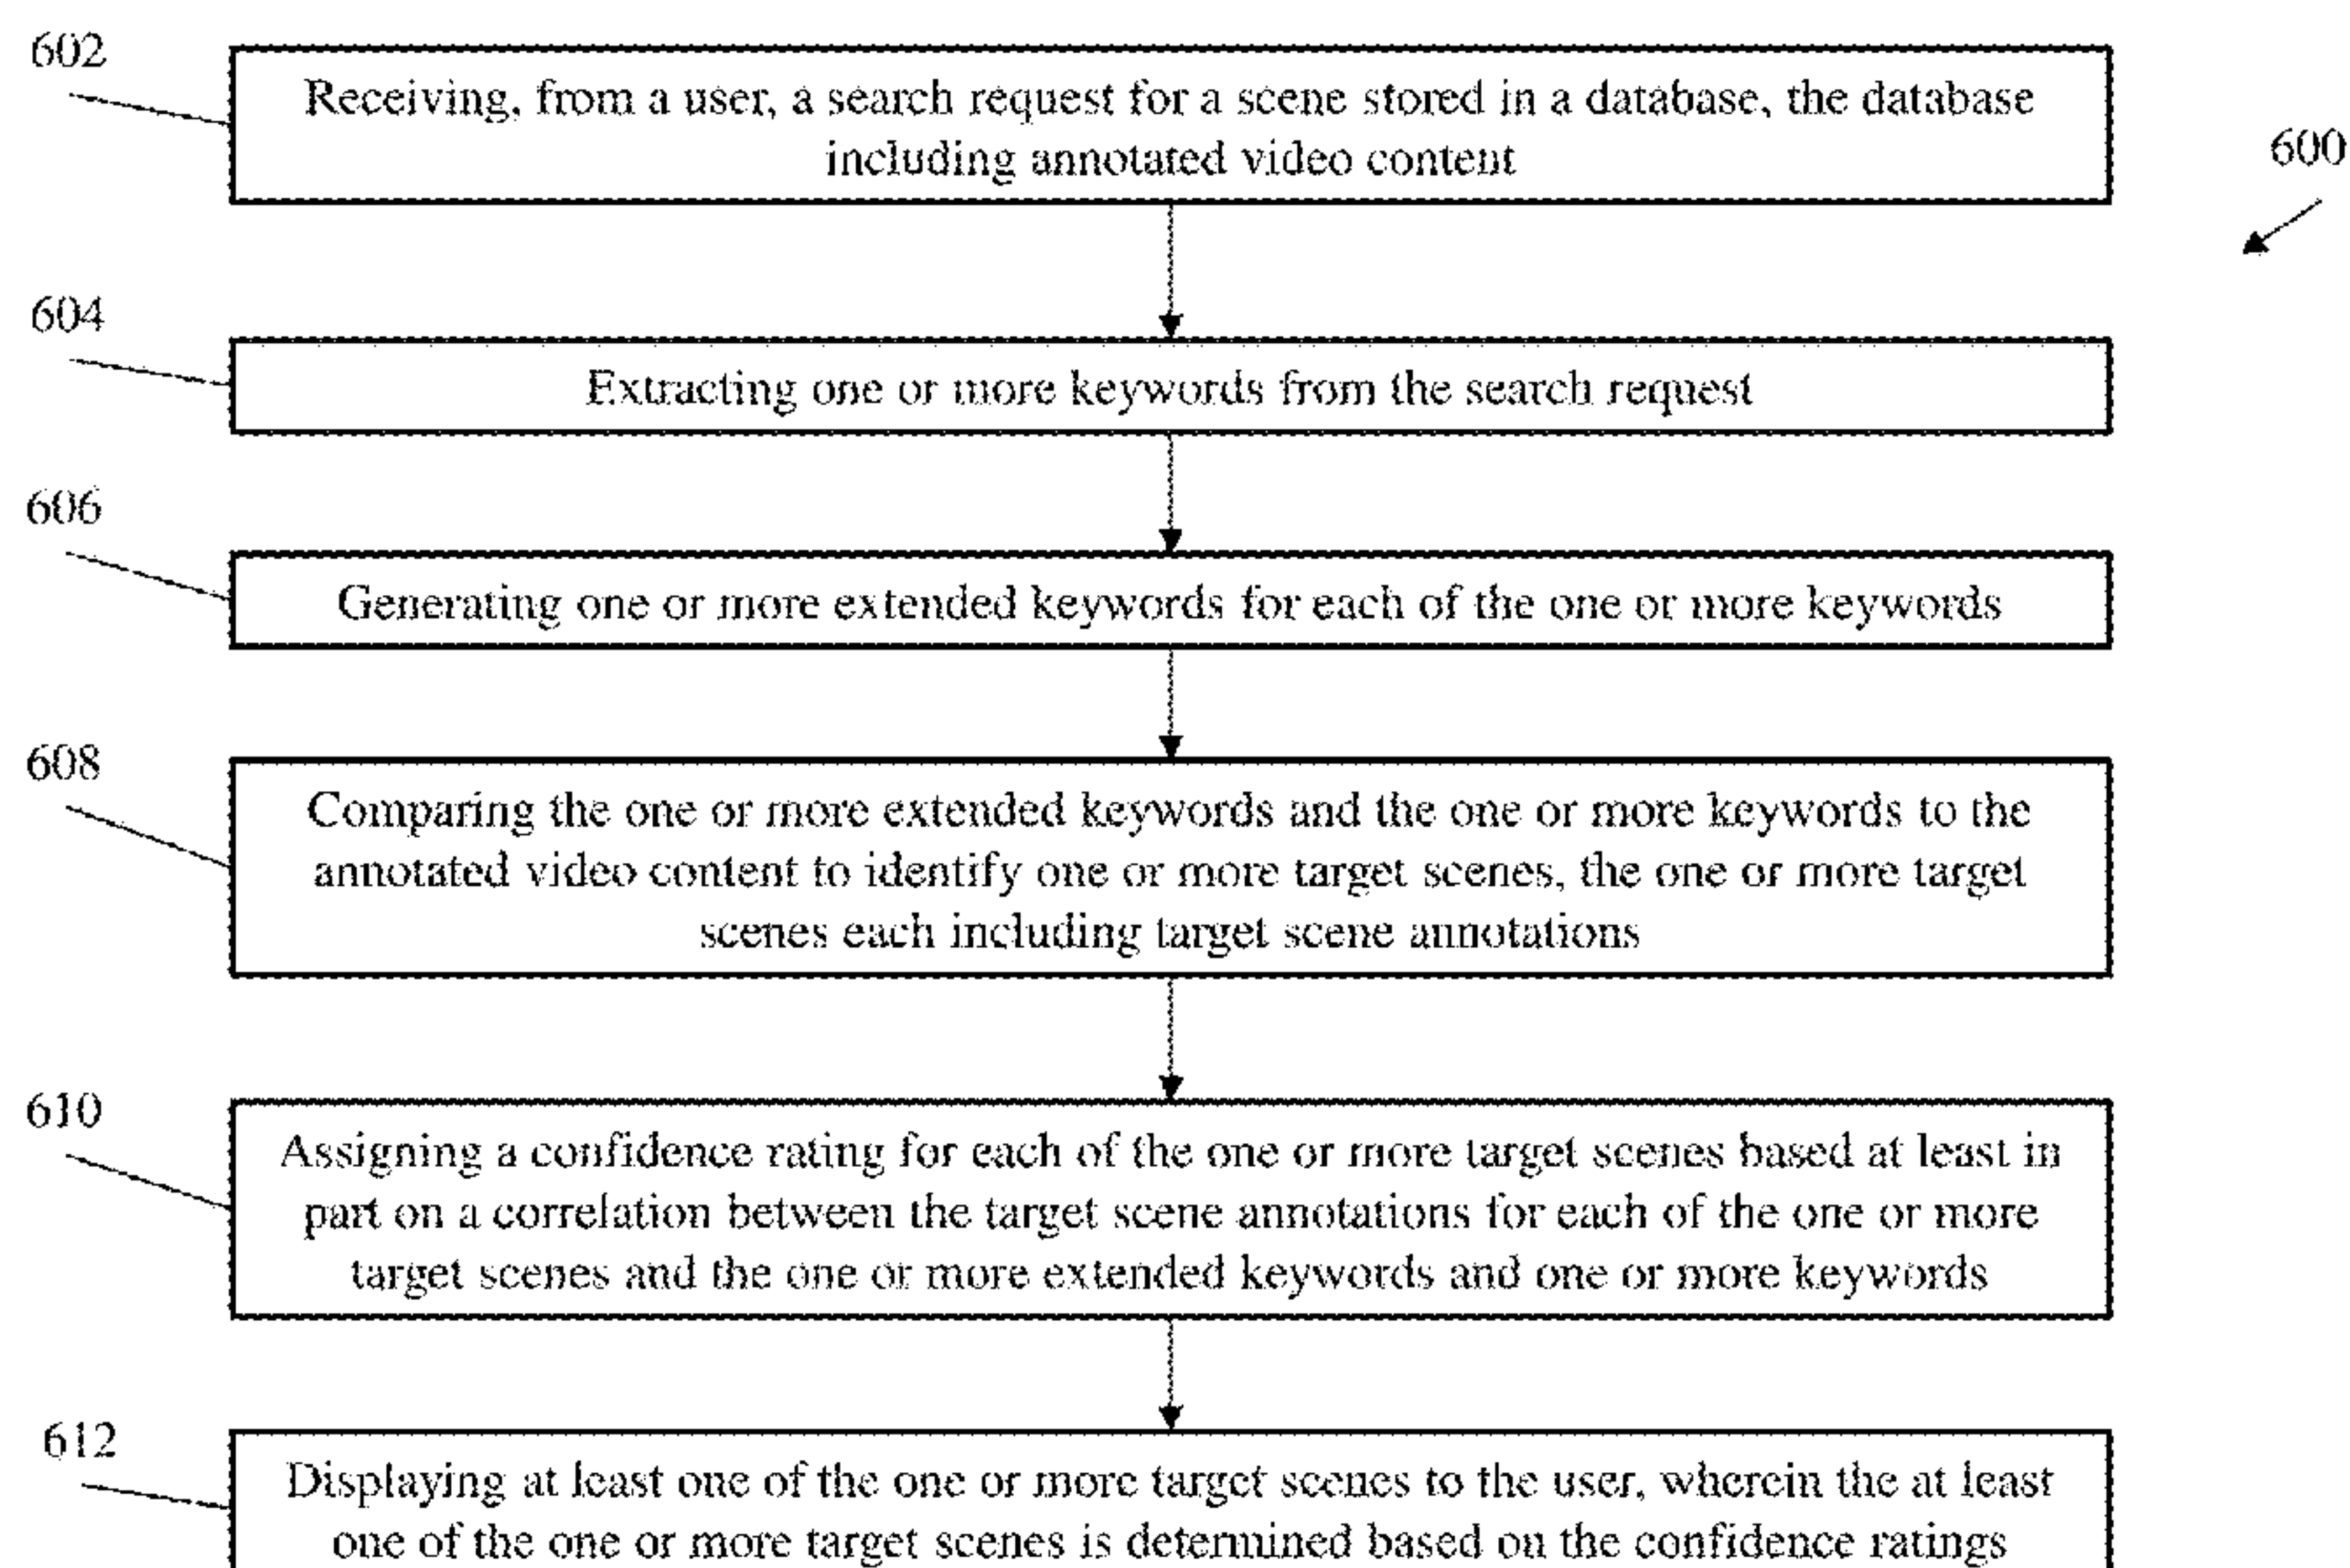 602
Receiving, from a user, a search request for a scene stored in a database, the database
including annotated video content
600
604
Extracting one or more keywords from the search request
606
Generating one or more extended keywords for each of the one or more keywords
608
Comparing the one or more extended keywords and the one or more keywords to the
annotated video content to identify one or more target scenes, the one or more target
scenes each including target scene annotations
610
Assigning a confidence rating for each of the one or more target scenes based at least in
part on a correlation between the target scene annotations for each of the one or more
target scenes and the one or more extended keywords and one or more keywords
612
Displaying at least one of the one or more target scenes to the user, wherein the at least
one of the one or more target scenes is determined based on the confidence ratings